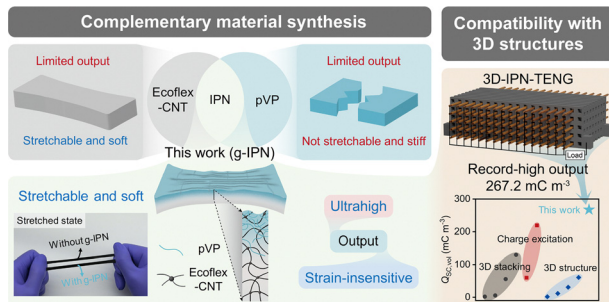 Complementary material synthesis
Limited output
Stretchable and soft
Ecoflex
-CNT
IPN
pVP
This work (g-IPN)
Limited output
Not stretchable and stiff
Stretchable and soft
Stretched state
Without g-IPN
With g-IPN
pVP
Ecoflex
-CNT
Ultrahigh
Output
Strain-insensitive
Compatibility with
3D structures
3D-IPN-TENG
Load
Record-high output
267.2 mC m⁻³
This work
Charge excitation
3D stacking
3D structure
Q_SC,vol (mC m⁻³)
200
100
0